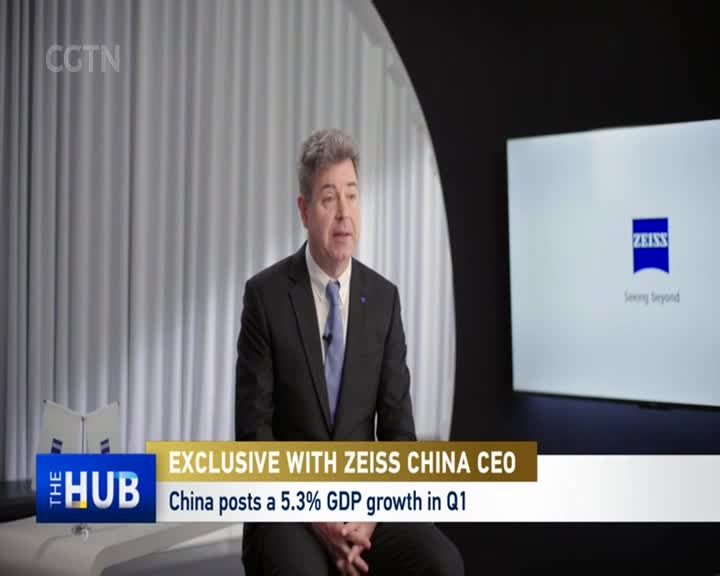 CGTN
ZEISS
Seeing beyond
EXCLUSIVE WITH ZEISS CHINA CEO
THE HUB
China posts a 5.3% GDP growth in Q1